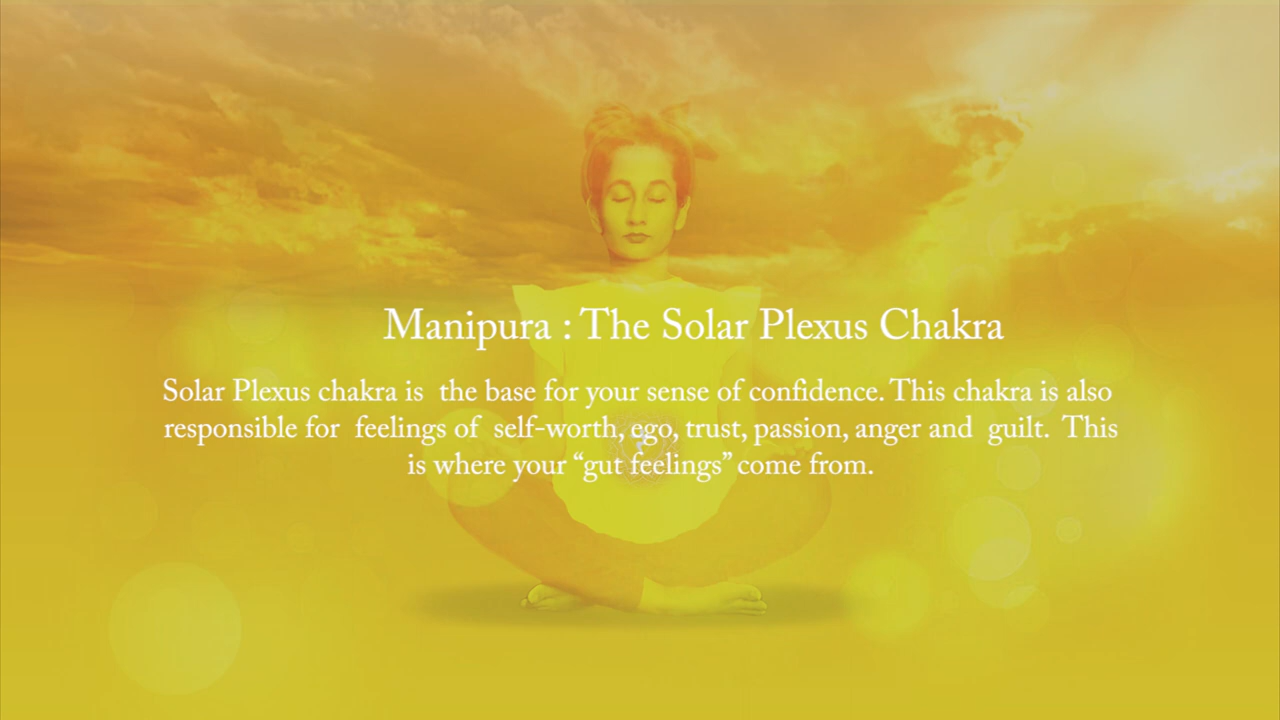 Manipura : The Solar Plexus Chakra
Solar Plexus chakra is the base for your sense of confidence. This chakra is also
responsible for feelings of self-worth, ego, trust, passion, anger and guilt. This
is where your “gut feelings” come from.